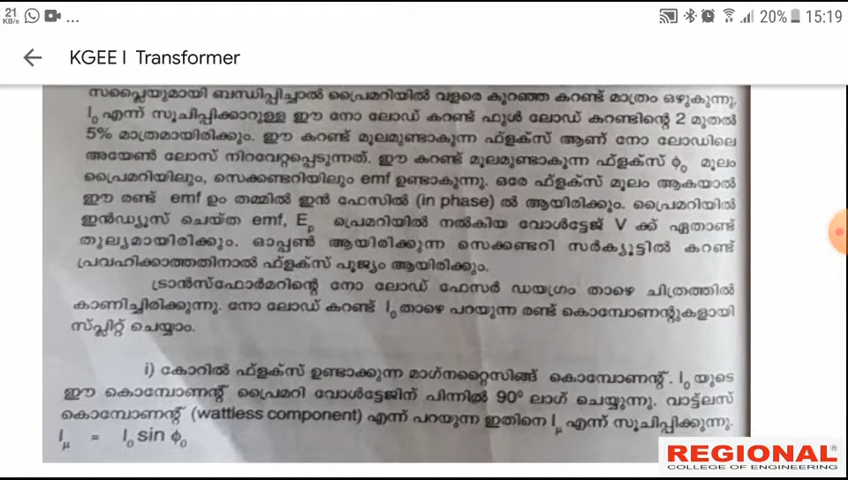 21 KB/s ... 20% 15:19
KGEE I Transformer
സപ്ലൈയുമായി ബന്ധിപ്പിച്ചാൽ പ്രൈമറിയിൽ വളരെ കുറഞ്ഞ കറണ്ട് മാത്രം ഒഴുകുന്നു.
I₀ എന്ന് സൂചിപ്പിക്കാറുള്ള ഈ നോ ലോഡ് കറണ്ട് ഫുൾ ലോഡ് കറണ്ടിന്റെ 2 മുതൽ
5% മാത്രമായിരിക്കും. ഈ കറണ്ട് മൂലമുണ്ടാകുന്ന ഫ്ളക്സ് ആണ് നോ ലോഡിലെ
അയേൺ ലോസ് നിറവേറ്റപ്പെടുന്നത്. ഈ കറണ്ട് മൂലമുണ്ടാകുന്ന ഫ്ളക്സ് ϕ₀ മൂലം
പ്രൈമറിയിലും, സെക്കണ്ടറിയിലും emf ഉണ്ടാകുന്നു. ഒരേ ഫ്ളക്സ് മൂലം ആകയാൽ
ഈ രണ്ട് emf ഉം തമ്മിൽ ഇൻ ഫേസിൽ (in phase) ൽ ആയിരിക്കും. പ്രൈമറിയിൽ
ഇൻഡ്യൂസ് ചെയ്ത emf, Eₚ പ്രൈമറിയിൽ നൽകിയ വോൾട്ടേജ് V ക്ക് ഏതാണ്ട്
തുല്യമായിരിക്കും. ഓപ്പൺ ആയിരിക്കുന്ന സെക്കണ്ടറി സർക്യൂട്ടിൽ കറണ്ട്
പ്രവഹിക്കാത്തതിനാൽ ഫ്ളക്സ് പൂജ്യം ആയിരിക്കും.
ട്രാൻസ്ഫോർമറിന്റെ നോ ലോഡ് ഫേസർ ഡയഗ്രം താഴെ ചിത്രത്തിൽ
കാണിച്ചിരിക്കുന്നു. നോ ലോഡ് കറണ്ട് I₀ താഴെ പറയുന്ന രണ്ട് കൊമ്പോണന്റുകളായി
സ്പ്ലിറ്റ് ചെയ്യാം.
i) കോറിൽ ഫ്ളക്സ് ഉണ്ടാക്കുന്ന മാഗ്നറ്റൈസിങ്ങ് കൊമ്പോണന്റ്. I₀ യുടെ
ഈ കൊമ്പോണന്റ് പ്രൈമറി വോൾട്ടേജിന് പിന്നിൽ 90° ലാഗ് ചെയ്യുന്നു. വാട്ട്ലസ്
കൊമ്പോണന്റ് (wattless component) എന്ന് പറയുന്ന ഇതിനെ Iμ എന്ന് സൂചിപ്പിക്കുന്നു.
Iμ = I₀ sin ϕ₀
REGIONAL
COLLEGE OF ENGINEERING